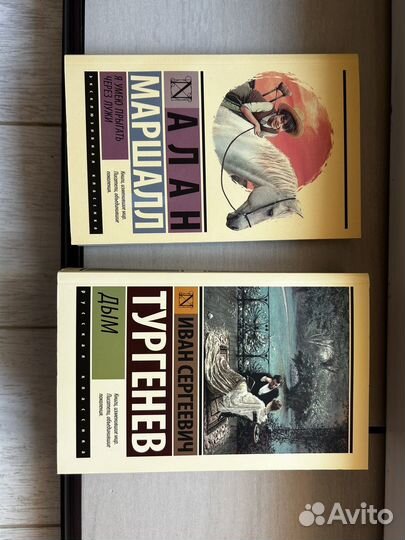 ЭКСКЛЮЗИВНАЯ КЛАССИКА
АЛАН
МАРШАЛЛ
Я УМЕЮ ПРЫГАТЬ
ЧЕРЕЗ ЛУЖИ
Книги, изменившие мир.
Писатели, объединившие
поколения.
N
РУССКАЯ КЛАССИКА
ИВАН СЕРГЕЕВИЧ
ТУРГЕНЕВ
ДЫМ
Книги, изменившие мир.
Писатели, объединившие
поколения.
N
Avito